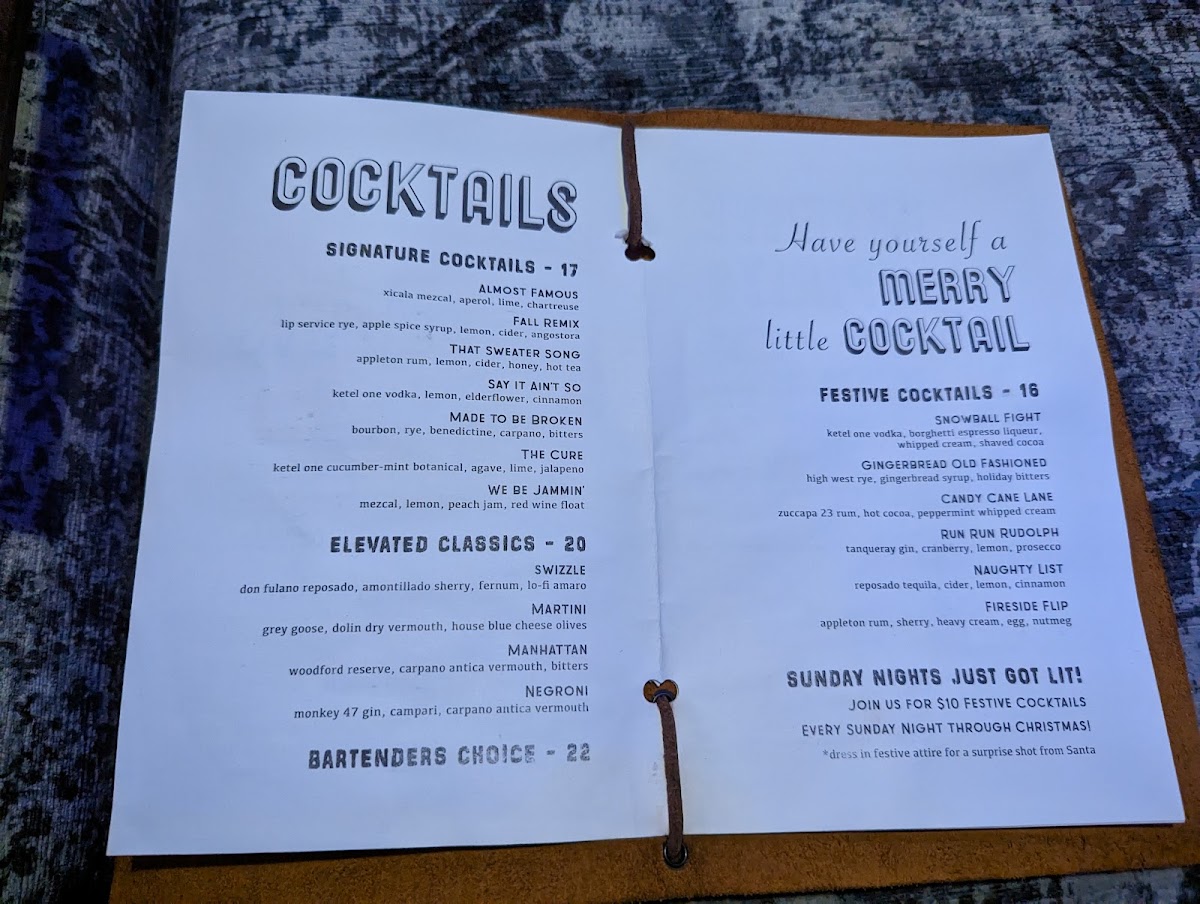 COCKTAILS
SIGNATURE COCKTAILS - 17
ALMOST FAMOUS
xicala mezcal, aperol, lime, chartreuse
FALL REMIX
lip service rye, apple spice syrup, lemon, cider, angostora
THAT SWEATER SONG
appleton rum, lemon, cider, honey, hot tea
SAY IT AIN'T SO
ketel one vodka, lemon, elderflower, cinnamon
MADE TO BE BROKEN
bourbon, rye, benedictine, carpano, bitters
THE CURE
ketel one cucumber-mint botanical, agave, lime, jalapeno
WE BE JAMMIN'
mezcal, lemon, peach jam, red wine float
ELEVATED CLASSICS - 20
SWIZZLE
don fulano reposado, amontillado sherry, fernum, lo-fi amaro
MARTINI
grey goose, dolin dry vermouth, house blue cheese olives
MANHATTAN
woodford reserve, carpano antica vermouth, bitters
NEGRONI
monkey 47 gin, campari, carpano antica vermouth
BARTENDERS CHOICE - 22
Have yourself a
MERRY
little COCKTAIL
FESTIVE COCKTAILS - 16
SNOWBALL FIGHT
ketel one vodka, borghetti espresso liqueur,
whipped cream, shaved cocoa
GINGERBREAD OLD FASHIONED
high west rye, gingerbread syrup, holiday bitters
CANDY CANE LANE
zuccapa 23 rum, hot cocoa, peppermint whipped cream
RUN RUN RUDOLPH
tanqueray gin, cranberry, lemon, prosecco
NAUGHTY LIST
reposado tequila, cider, lemon, cinnamon
FIRESIDE FLIP
appleton rum, sherry, heavy cream, egg, nutmeg
SUNDAY NIGHTS JUST GOT LIT!
JOIN US FOR $10 FESTIVE COCKTAILS
EVERY SUNDAY NIGHT THROUGH CHRISTMAS!
*dress in festive attire for a surprise shot from Santa